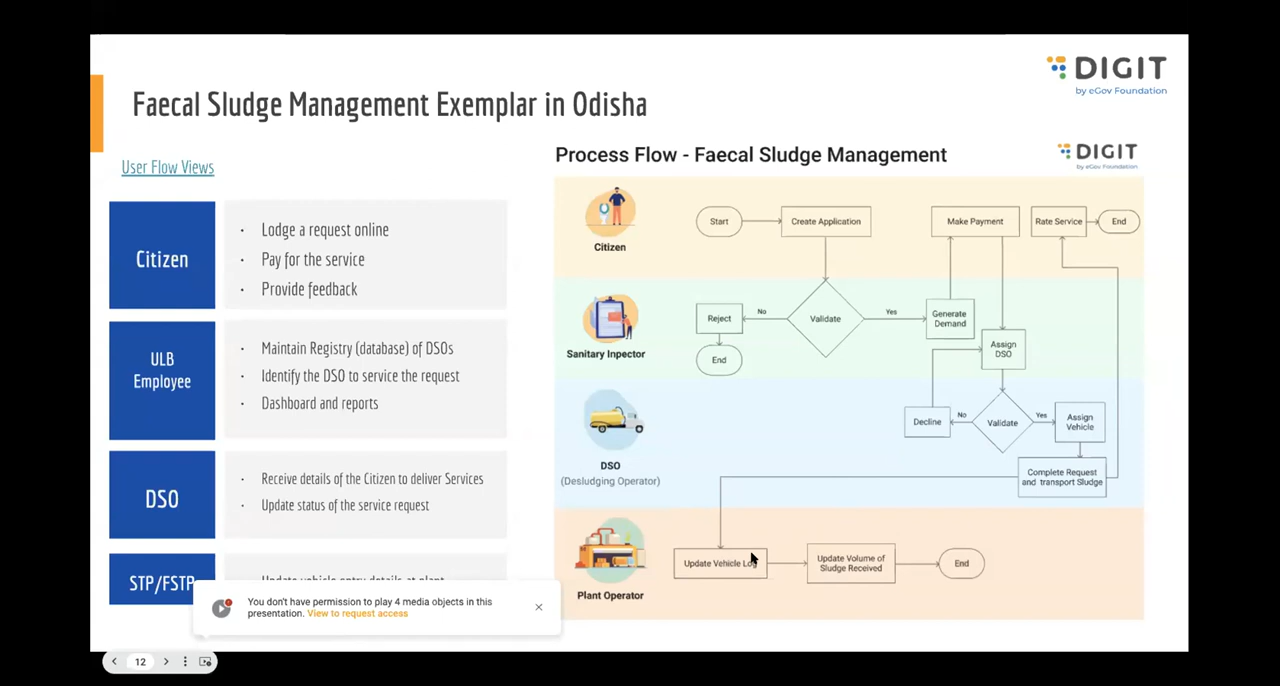 DIGIT
by eGov Foundation
Faecal Sludge Management Exemplar in Odisha
User Flow Views
Citizen
· Lodge a request online
· Pay for the service
· Provide feedback
ULB
Employee
· Maintain Registry (database) of DSOs
· Identify the DSO to service the request
· Dashboard and reports
DSO
· Receive details of the Citizen to deliver Services
· Update status of the service request
STP/FSTP
Update vehicle entry details at plant
You don't have permission to play 4 media objects in this
presentation. View to request access
12
Process Flow - Faecal Sludge Management
DIGIT
by eGov Foundation
Citizen
Start
Create Application
Make Payment
Rate Service
End
Sanitary Inpector
Reject
No
Validate
Yes
Generate
Demand
End
Assign
DSO
DSO
(Desludging Operator)
Decline
No
Validate
Yes
Assign
Vehicle
Complete Request
and transport Sludge
Plant Operator
Update Vehicle
Update Volume of
Sludge Received
End